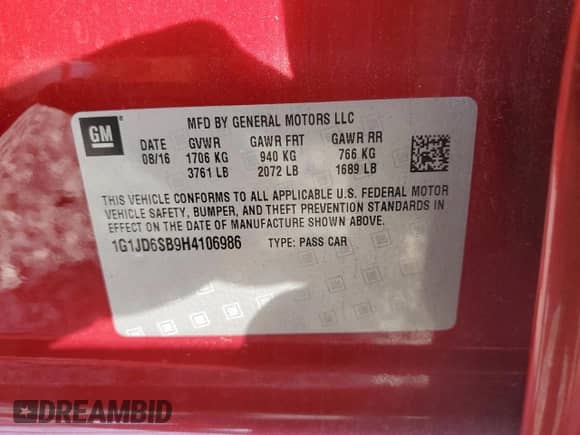 GM
MFD BY GENERAL MOTORS LLC
DATE GVWR GAWR FRT GAWR RR
08/16 1706 KG 940 KG 766 KG
3761 LB 2072 LB 1689 LB
THIS VEHICLE CONFORMS TO ALL APPLICABLE U.S. FEDERAL MOTOR
VEHICLE SAFETY, BUMPER, AND THEFT PREVENTION STANDARDS IN
EFFECT ON THE DATE OF MANUFACTURE SHOWN ABOVE.
1G1JD6SB9H4106986 TYPE: PASS CAR
DREAMBID